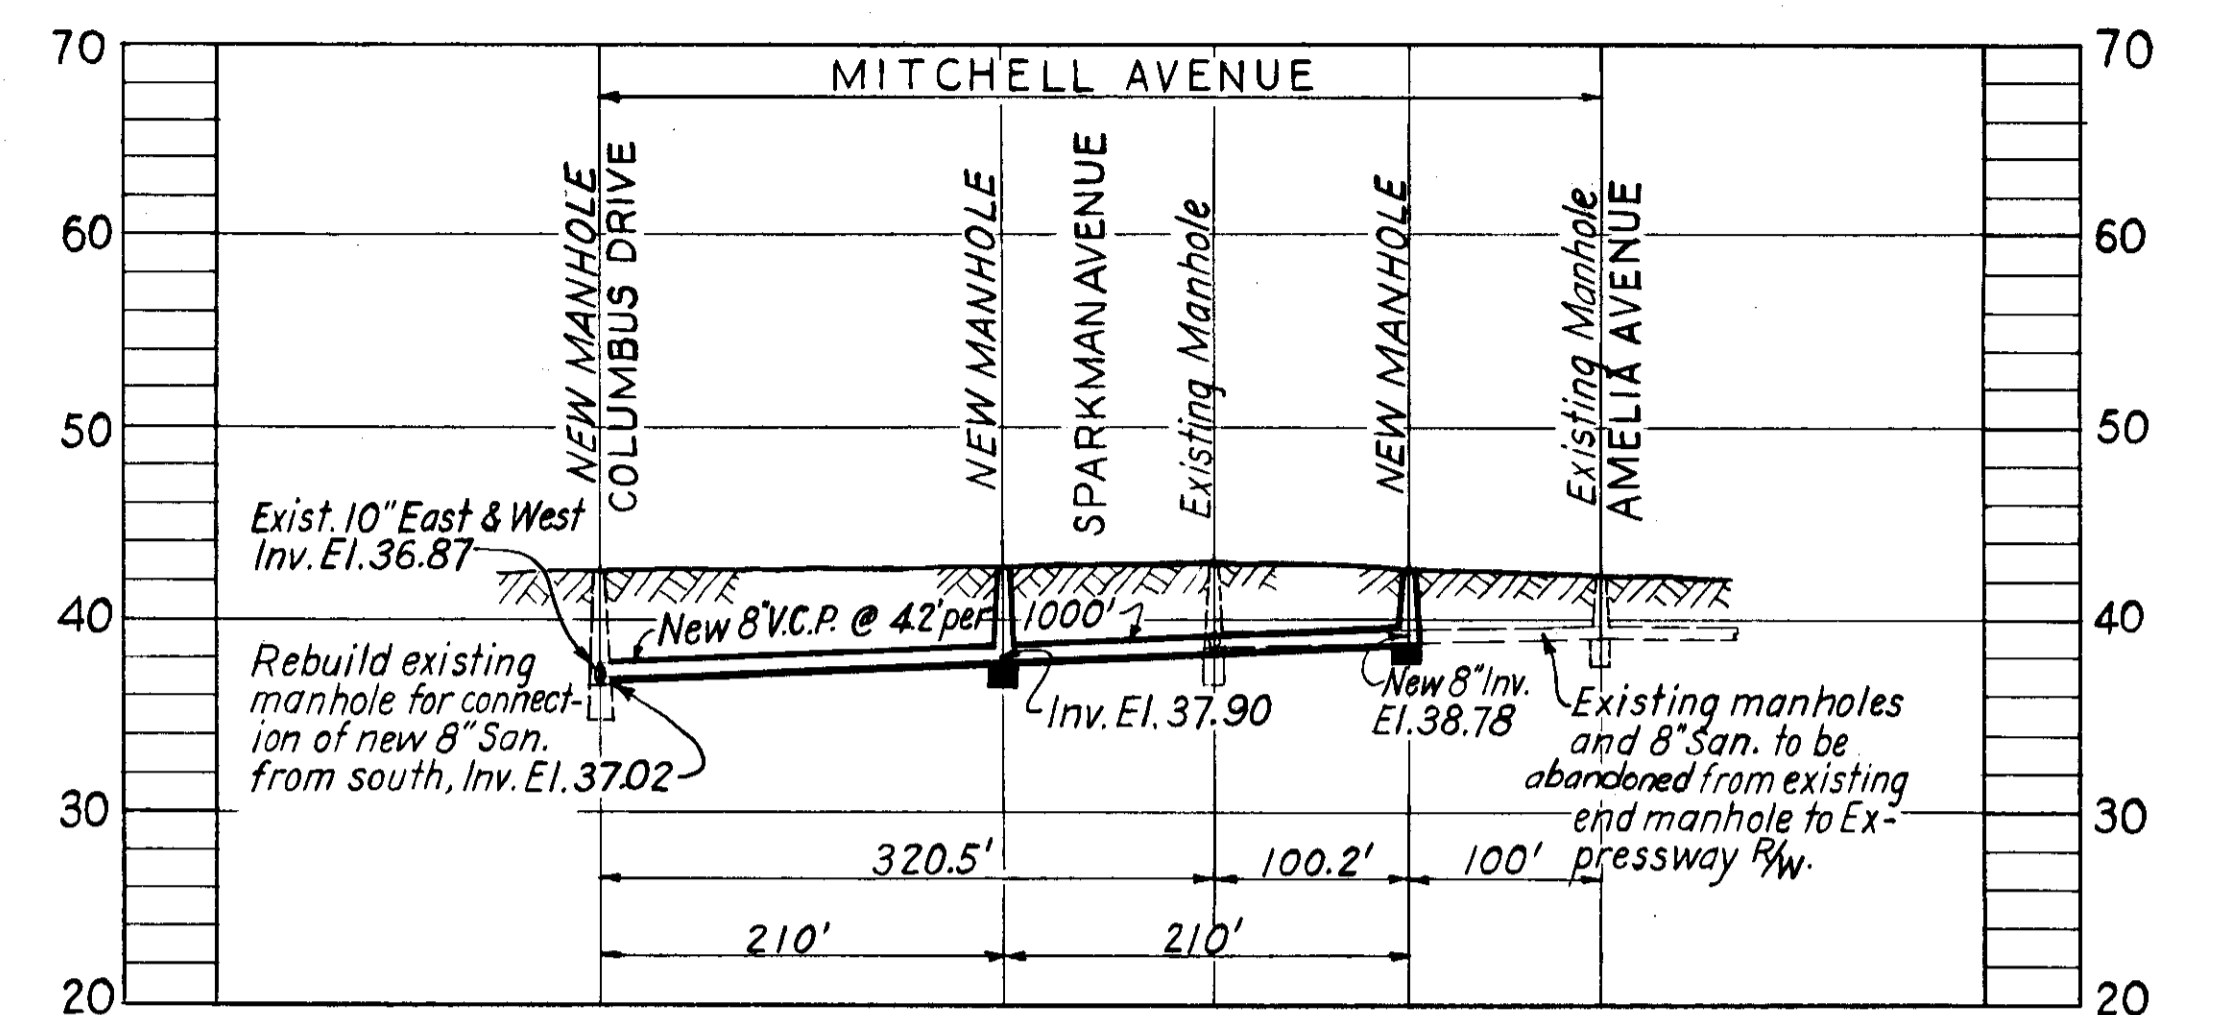 70
60
50
40
30
20
MITCHELL AVENUE
NEW MANHOLE
COLUMBUS DRIVE
NEW MANHOLE
SPARKMAN AVENUE
Existing Manhole
NEW MANHOLE
Existing Manhole
AMELIA AVENUE
Exist. 10" East & West
Inv. El. 36.87
New 8" V.C.P. @ 4.2' per 1000'
Rebuild existing
manhole for connect-
ion of new 8" San.
from south, Inv. El. 37.02
Inv. El. 37.90
New 8" Inv.
El. 38.78
Existing manholes
and 8" San. to be
abandoned from existing
end manhole to Ex-
pressway R/W.
320.5'
100.2'
100'
210'
210'
70
60
50
40
30
20